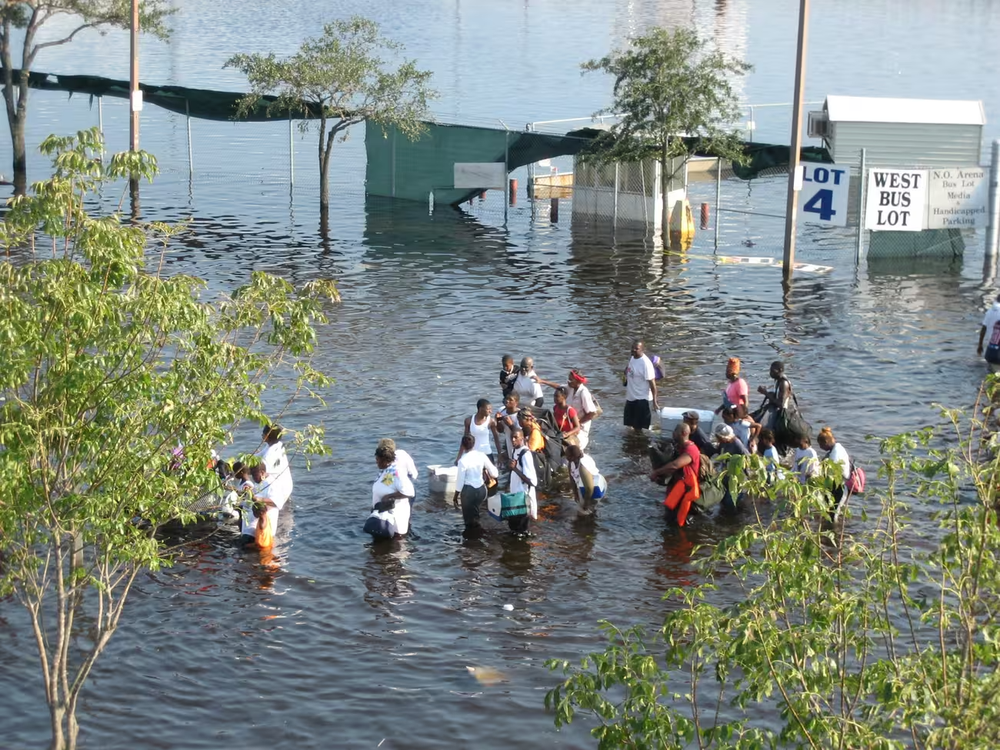 LOT
4
WEST
BUS
LOT
N.O. Arena
Bus Lot
Media
&
Handicapped
Parking